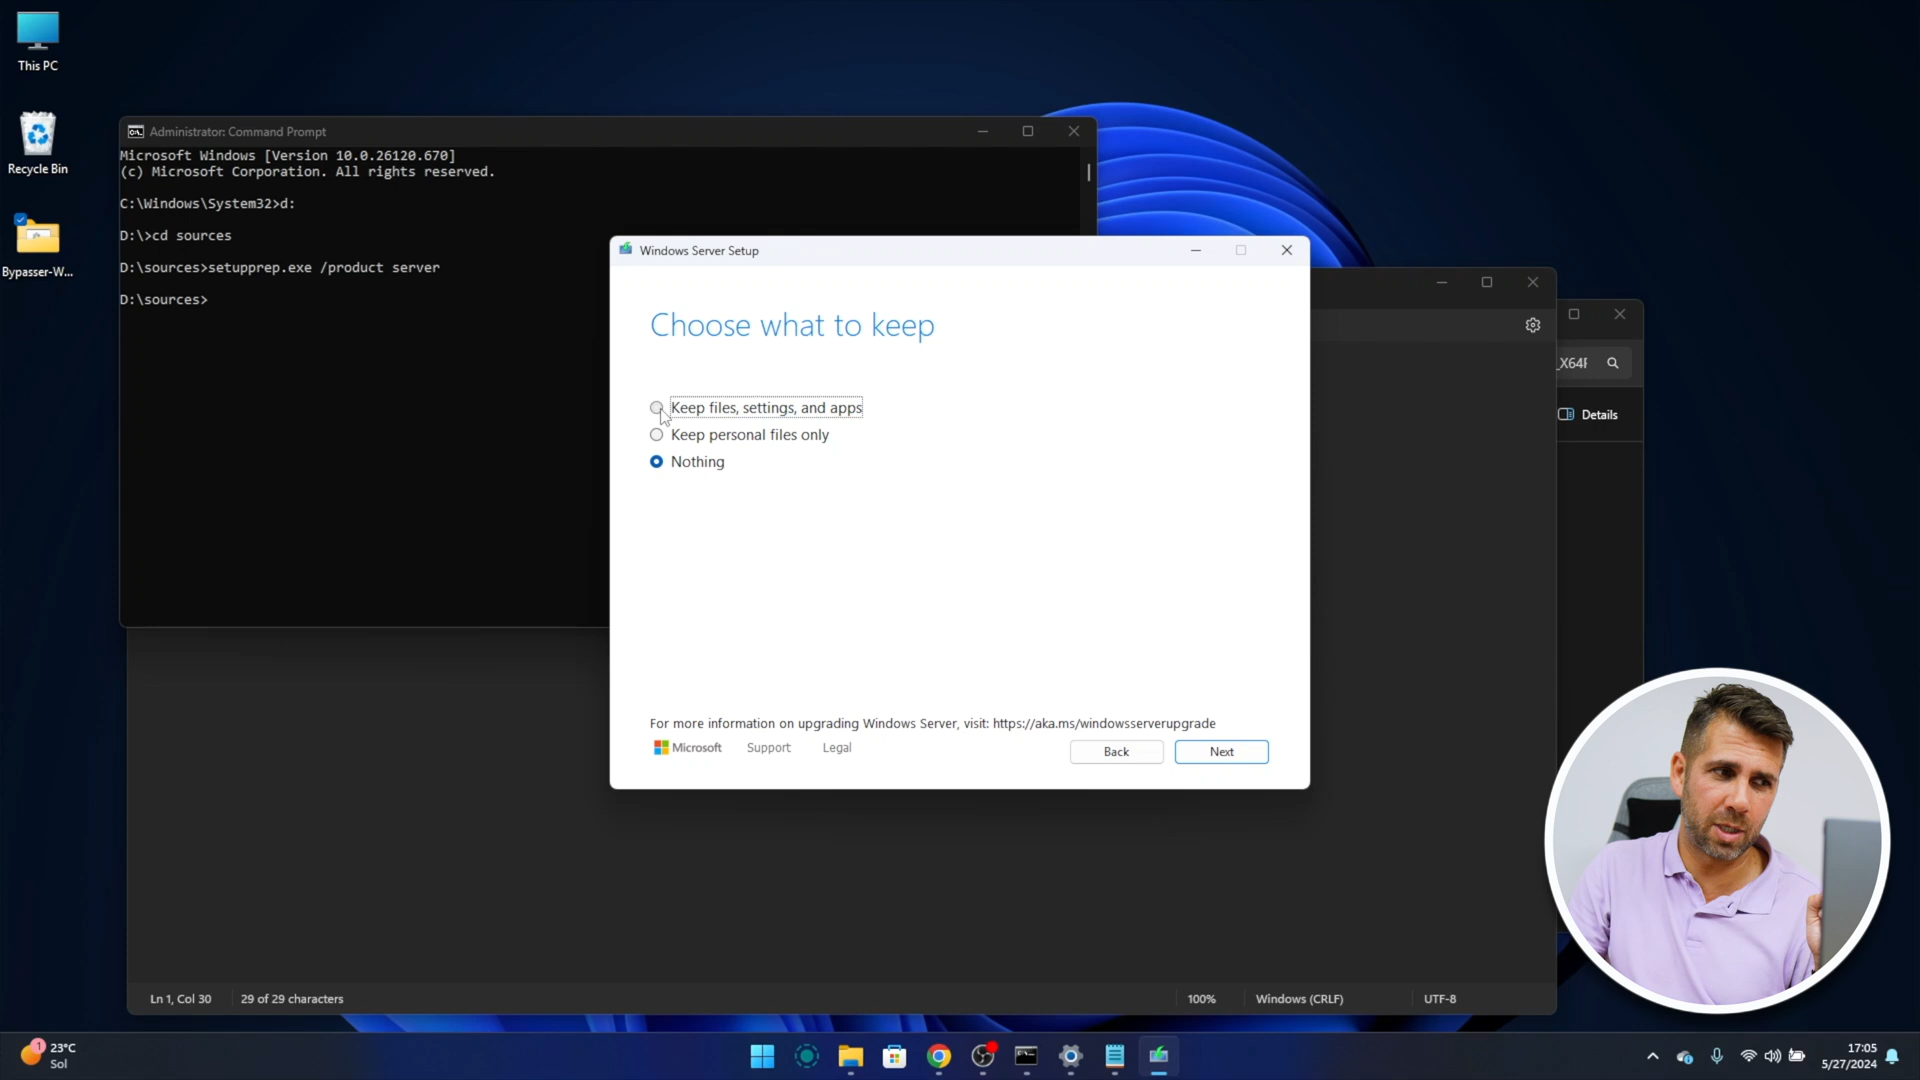 This PC
Recycle Bin
Bypasser-W...
Administrator: Command Prompt
Microsoft Windows [Version 10.0.26120.670]
(c) Microsoft Corporation. All rights reserved.
C:\Windows\System32>d:
D:\>cd sources
D:\sources>setupprep.exe /product server
D:\sources>
Windows Server Setup
Choose what to keep
Keep files, settings, and apps
Keep personal files only
Nothing
For more information on upgrading Windows Server, visit: https://aka.ms/windowsserverupgrade
Microsoft
Support
Legal
Back
Next
Details
Ln 1, Col 30
29 of 29 characters
100%
Windows (CRLF)
UTF-8
1
23°C
Sol
17:05
5/27/2024